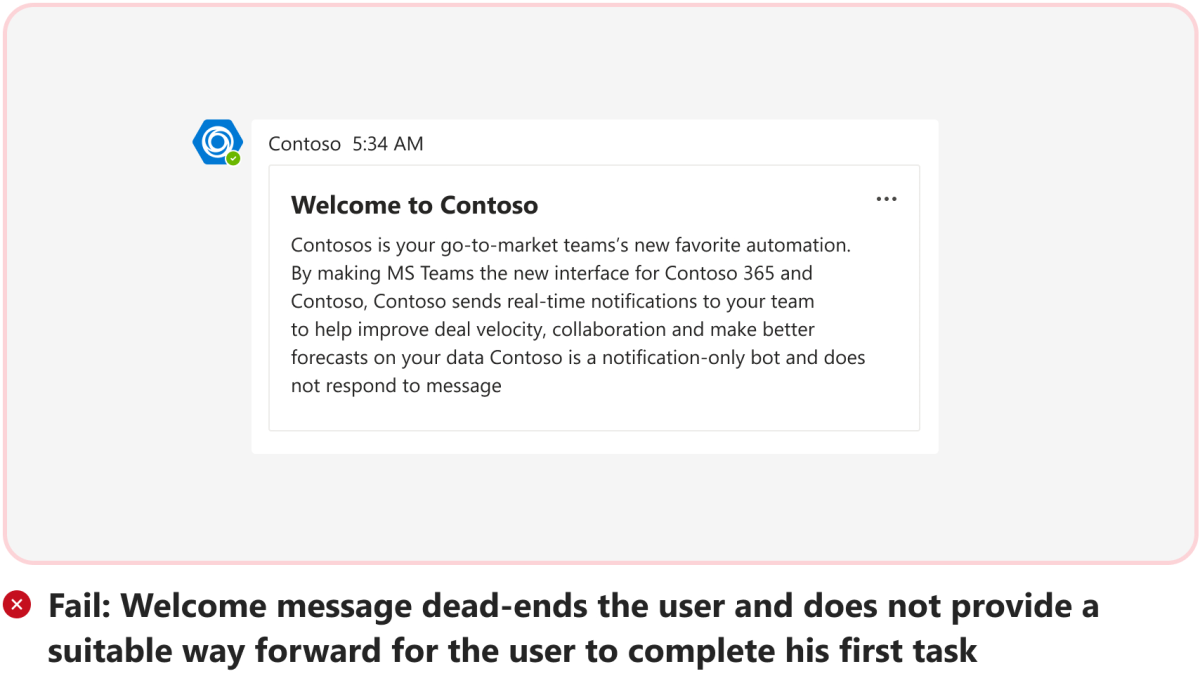 Contoso 5:34 AM
Welcome to Contoso
Contosos is your go-to-market teams’s new favorite automation.
By making MS Teams the new interface for Contoso 365 and
Contoso, Contoso sends real-time notifications to your team
to help improve deal velocity, collaboration and make better
forecasts on your data Contoso is a notification-only bot and does
not respond to message
Fail: Welcome message dead-ends the user and does not provide a
suitable way forward for the user to complete his first task